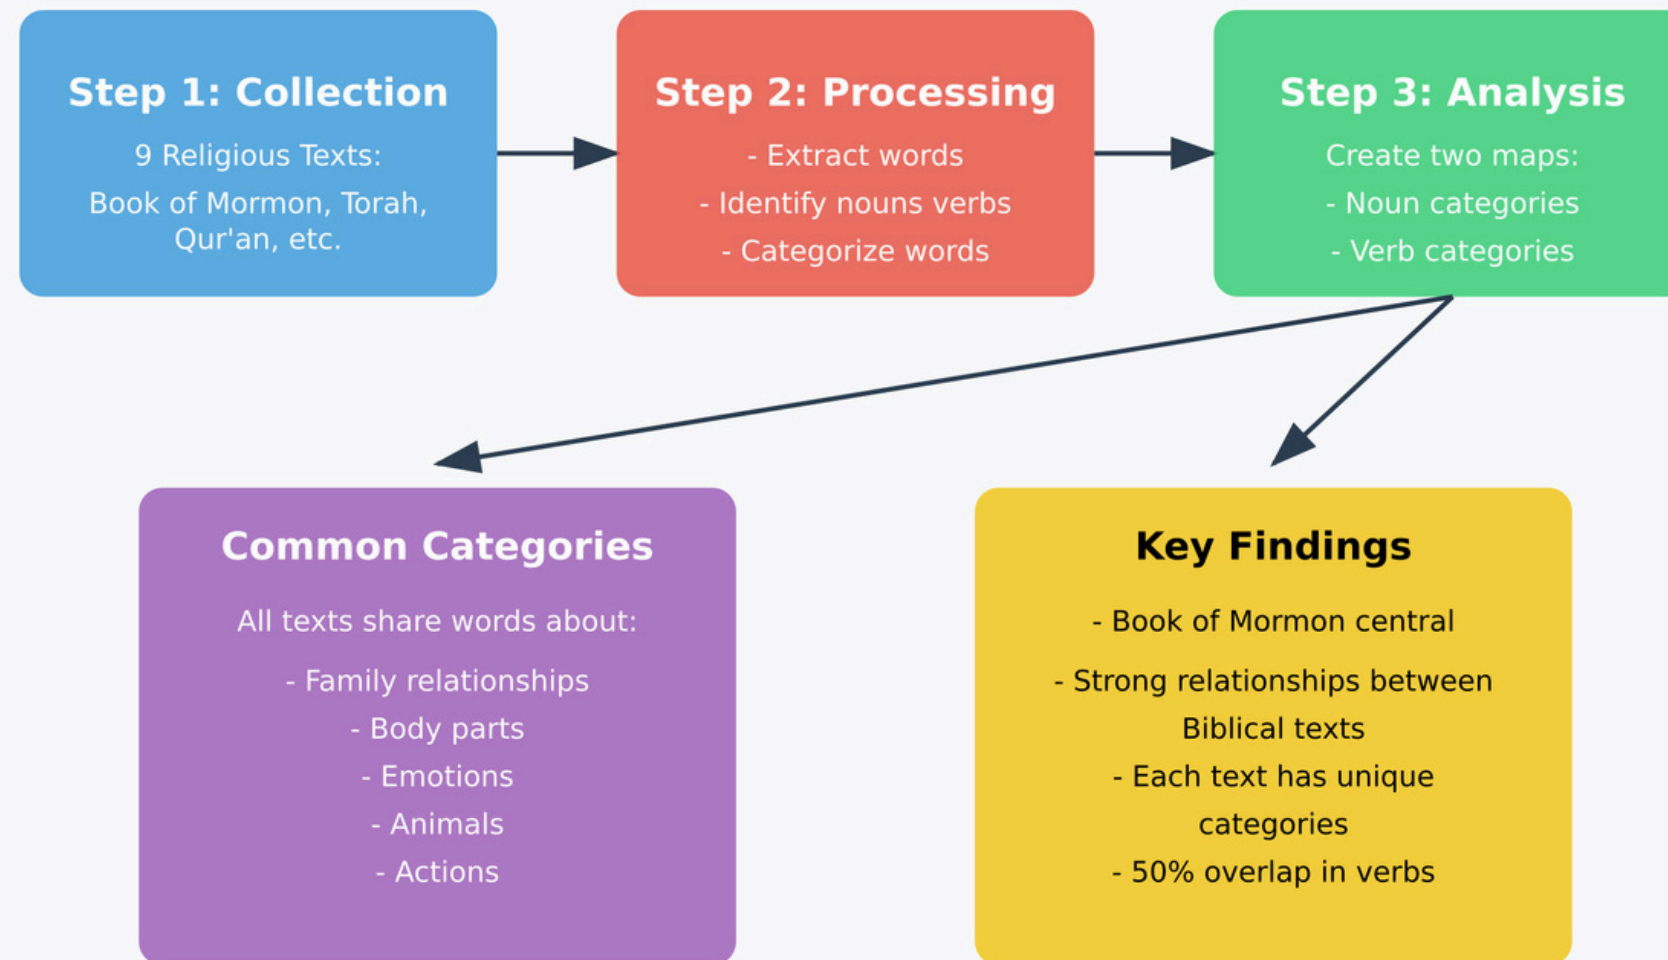 Step 1: Collection
9 Religious Texts:
Book of Mormon, Torah,
Qur'an, etc.
Step 2: Processing
- Extract words
- Identify nouns verbs
- Categorize words
Step 3: Analysis
Create two maps:
- Noun categories
- Verb categories
Common Categories
All texts share words about:
- Family relationships
- Body parts
- Emotions
- Animals
- Actions
Key Findings
- Book of Mormon central
- Strong relationships between
Biblical texts
- Each text has unique
categories
- 50% overlap in verbs